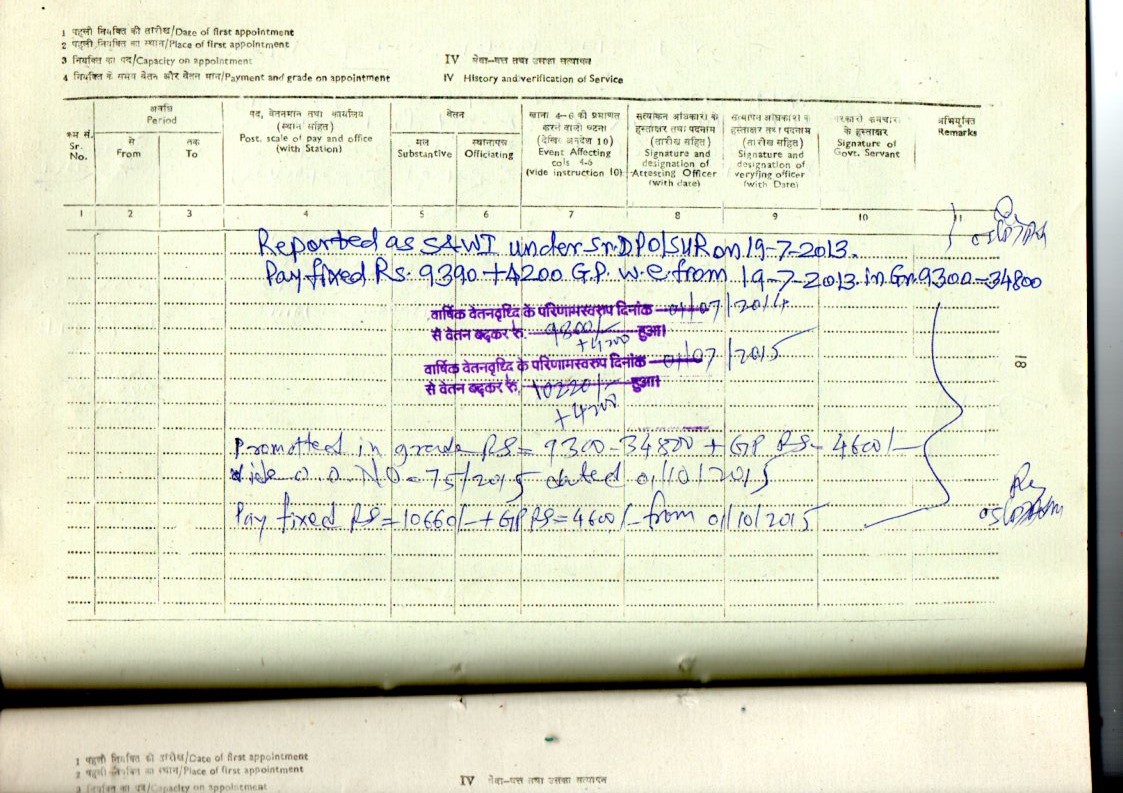 1 पहली नियुक्ति की तारीख/Date of first appointment
2 पहली नियुक्ति का स्थान/Place of first appointment
3 नियुक्ति का पद/Capacity on appointment
4 नियुक्ति के समय वेतन और वेतन मान/Payment and grade on appointment
IV सेवा-वृत्त तथा उसका सत्यापन
IV History and verification of Service
क्रम सं.
Sr. No.
अवधि
Period
से
From
तक
To
पद, वेतनमान तथा कार्यालय
(स्थान सहित)
Post. scale of pay and office
(with Station)
वेतन
मूल
Substantive
स्थानापन्न
Officiating
खाना 4-6 को प्रभावित
करने वाली घटना
(देखिए अनुदेश 10)
Event Affecting
cols 4-6
(vide instruction 10)
सत्यांकन अधिकारी के
हस्ताक्षर तथा पदनाम
(तारीख सहित)
Signature and
designation of
Attesting Officer
(with date)
सत्यापन अधिकारी के
हस्ताक्षर तथा पदनाम
(तारीख सहित)
Signature and
designation of
veryfing officer
(with Date)
सरकारी कर्मचारी
के हस्ताक्षर
Signature of
Govt. Servant
अभियुक्ति
Remarks
1 2 3 4 5 6 7 8 9 10 11
Reported as S&WI under Sr.DPO/SUR on 19-7-2013.
Pay fixed Rs. 9390 +4200 G.P. w.e.from 19-7-2013. in Gr.9300-34800
वार्षिक वेतनवृध्दि के परिणामस्वरुप दिनांक 01/07/2014
से वेतन बढ़कर रु. 9800/- हुआ।
+4200
वार्षिक वेतनवृध्दि के परिणामस्वरुप दिनांक 01/07/2015
से वेतन बढ़कर रु. 10220/- हुआ।
+4200
18
Promotted in grade RS= 9300-34800 + GP RS- 4600/-
vide o.o NO-75/2015 dated 01/10/2015
Pay fixed RS=10660/- + GP RS=4600/- from 01/10/2015
1 पहली नियुक्ति की तारीख/Date of first appointment
2 पहली नियुक्ति का स्थान/Place of first appointment
3 नियुक्ति का पद/Capacity on appointment
IV सेवा-वृत्त तथा उसका सत्यापन